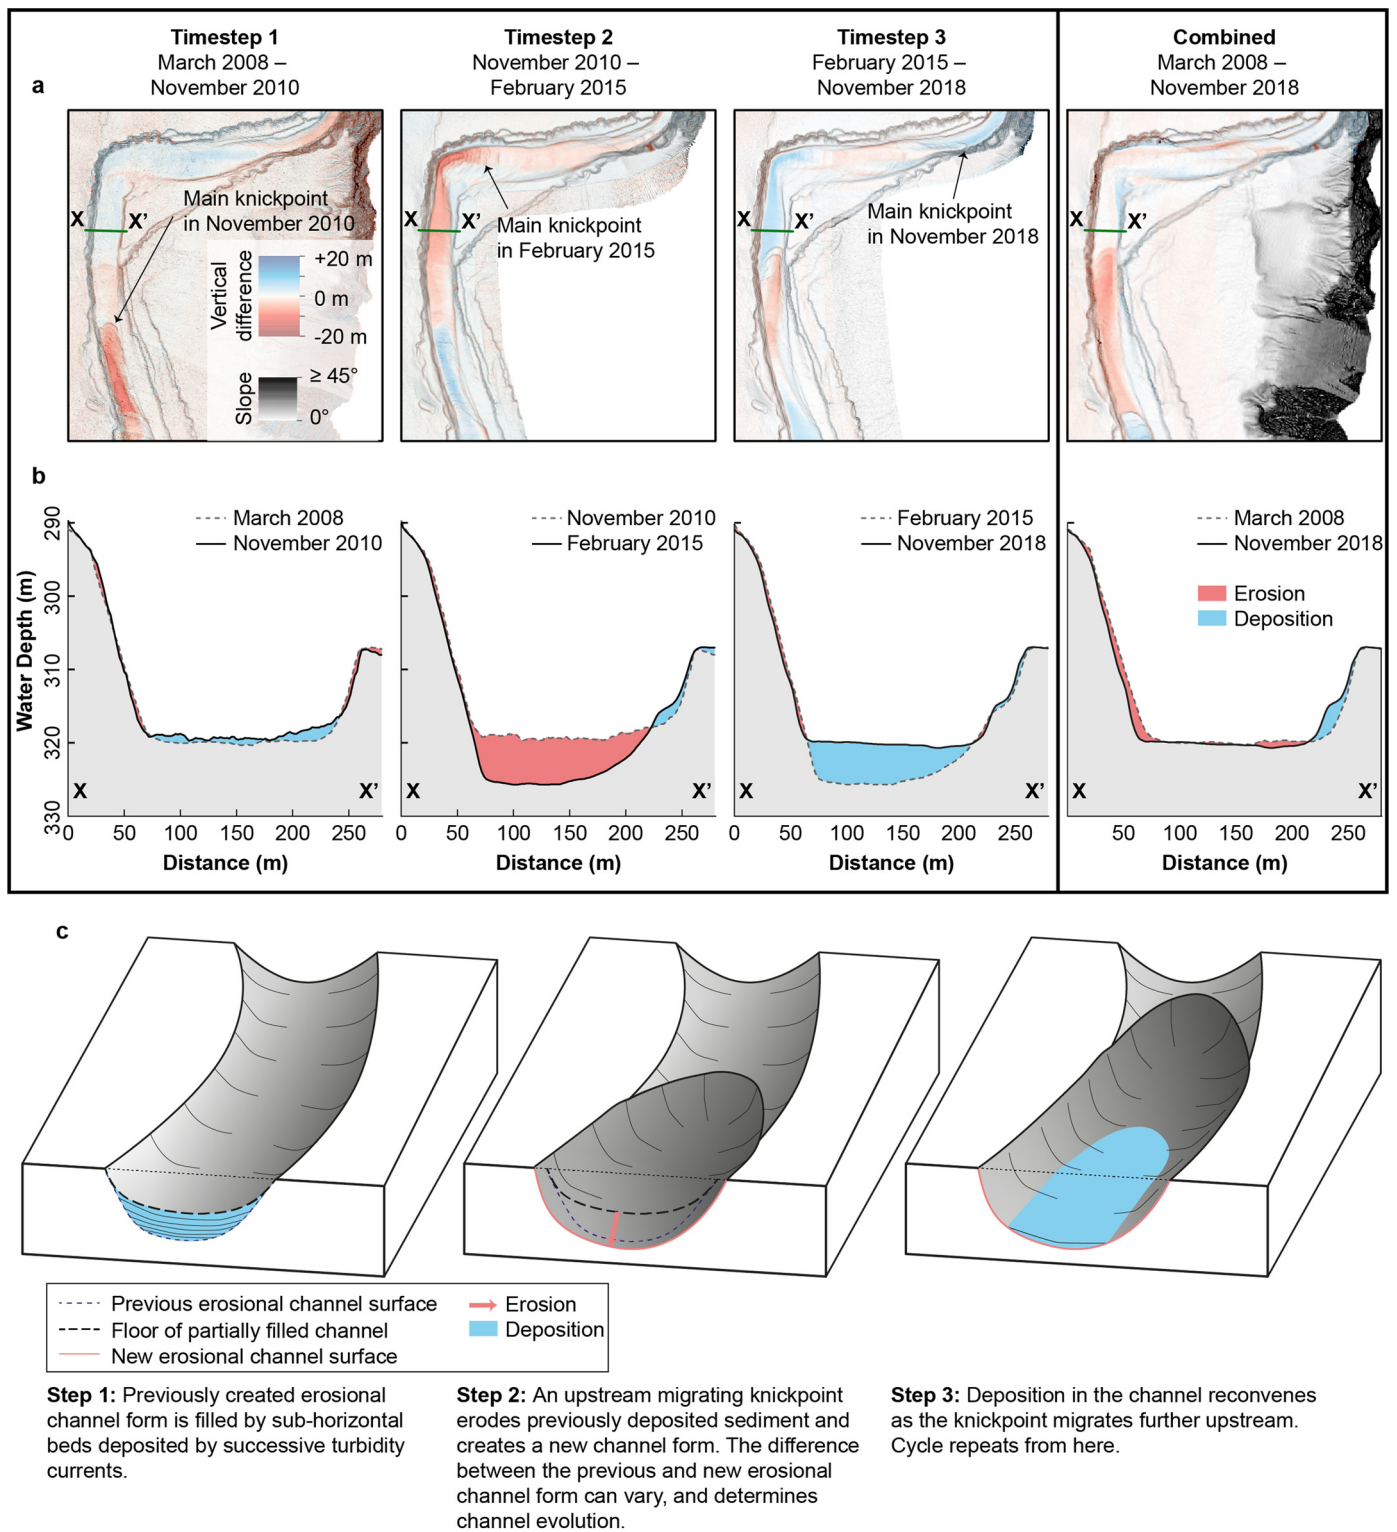 Timestep 1
March 2008 –
November 2010
Timestep 2
November 2010 –
February 2015
Timestep 3
February 2015 –
November 2018
Combined
March 2008 –
November 2018
a
Main knickpoint
in November 2010
X
X'
Vertical
difference
+20 m
0 m
-20 m
Slope
≥ 45°
0°
X
X'
Main knickpoint
in February 2015
X
X'
Main knickpoint
in November 2018
X
X'
b
Water Depth (m)
290
300
310
320
330
March 2008
November 2010
X
X'
0 50 100 150 200 250
Distance (m)
November 2010
February 2015
X
X'
0 50 100 150 200 250
Distance (m)
February 2015
November 2018
X
X'
0 50 100 150 200 250
Distance (m)
March 2008
November 2018
Erosion
Deposition
X
X'
50 100 150 200 250
Distance (m)
c
Previous erosional channel surface
Floor of partially filled channel
New erosional channel surface
Erosion
Deposition
Step 1: Previously created erosional
channel form is filled by sub-horizontal
beds deposited by successive turbidity
currents.
Step 2: An upstream migrating knickpoint
erodes previously deposited sediment and
creates a new channel form. The difference
between the previous and new erosional
channel form can vary, and determines
channel evolution.
Step 3: Deposition in the channel reconvenes
as the knickpoint migrates further upstream.
Cycle repeats from here.